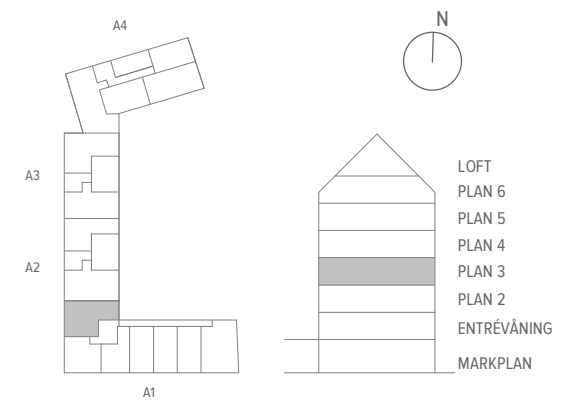 A4
N
A3
A2
A1
LOFT
PLAN 6
PLAN 5
PLAN 4
PLAN 3
PLAN 2
ENTRÉVÅNING
MARKPLAN